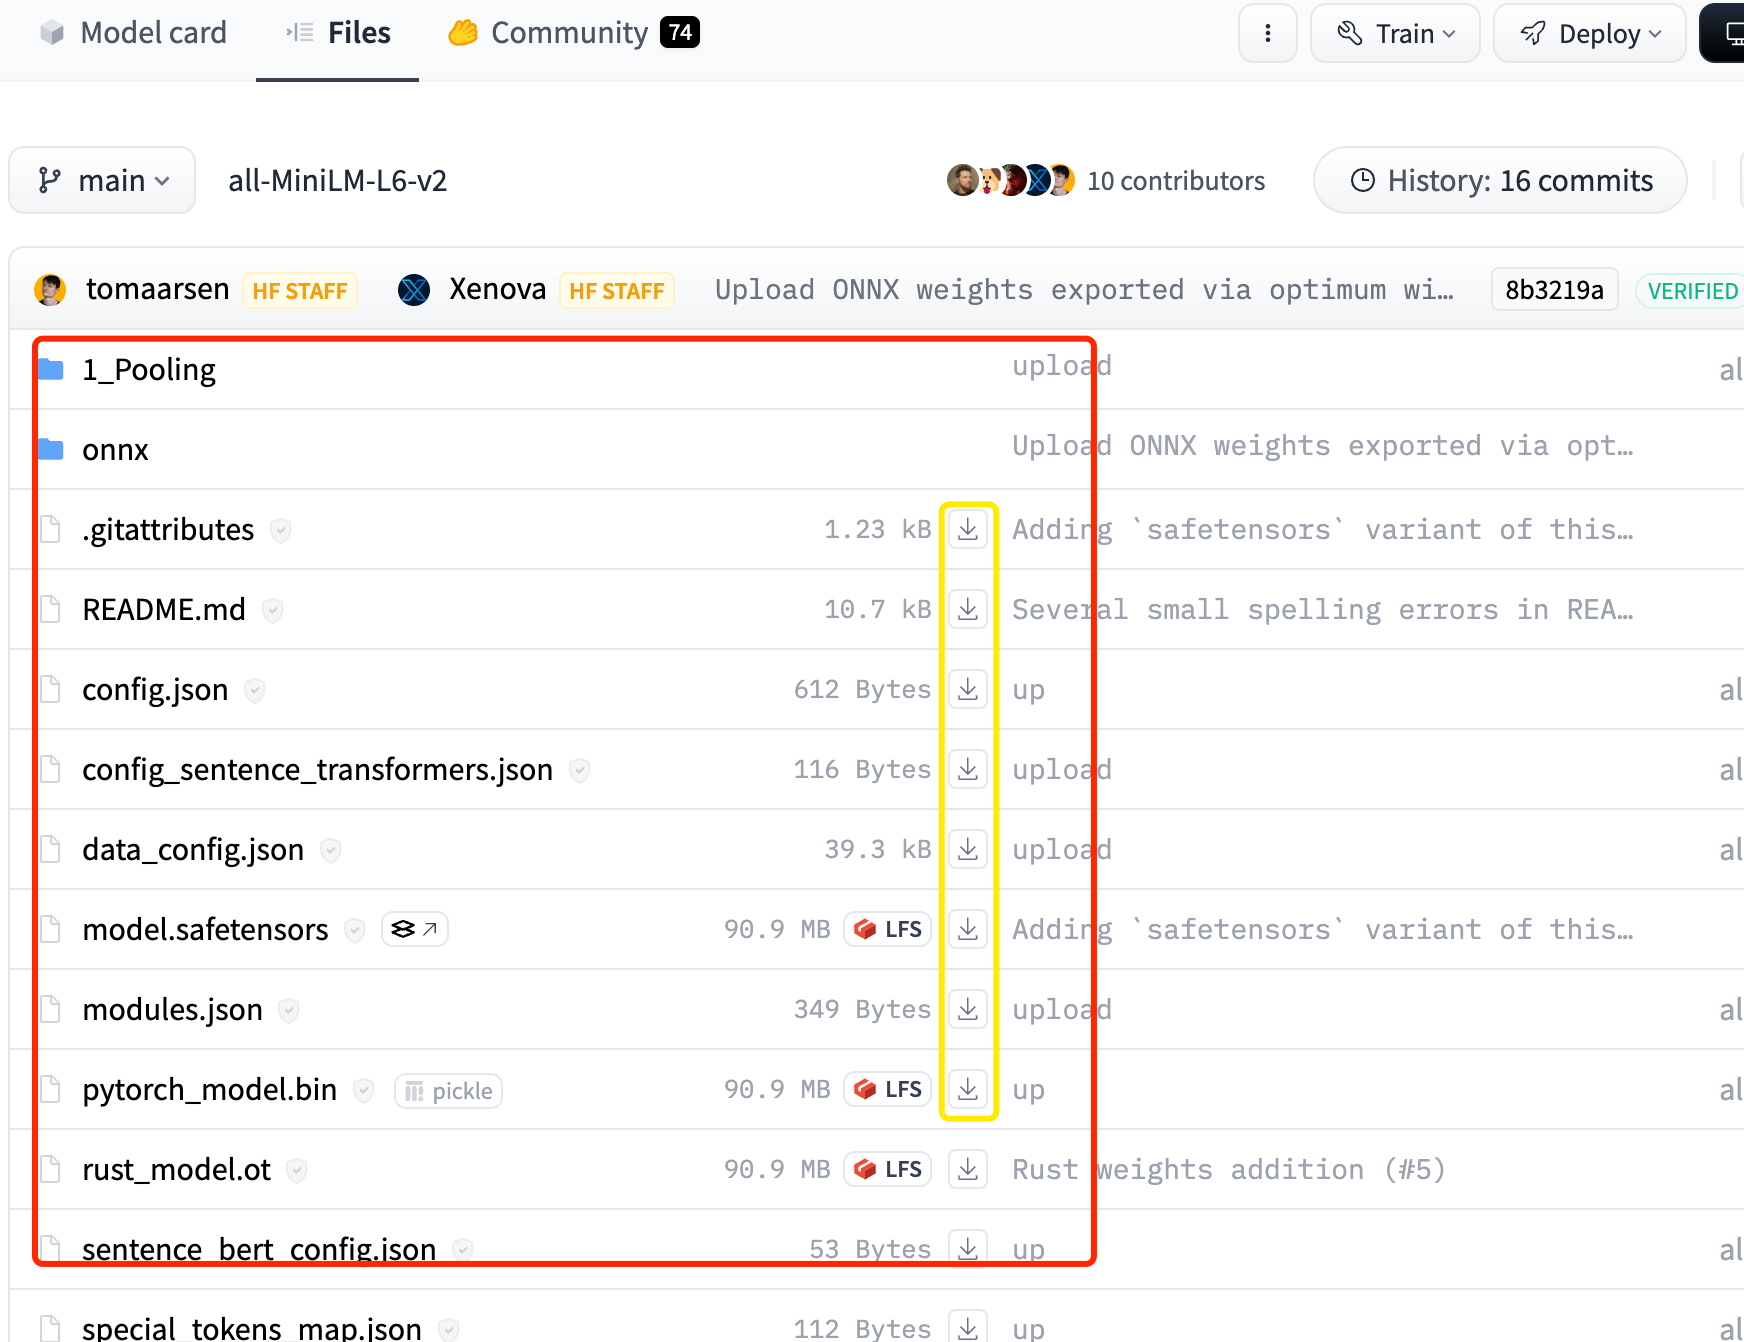 Model card Files Community 74 Train Deploy
main all-MiniLM-L6-v2 10 contributors History: 16 commits
tomaarsen HF STAFF Xenova HF STAFF Upload ONNX weights exported via optimum wi… 8b3219a VERIFIED
1_Pooling upload al
onnx Upload ONNX weights exported via opt…
.gitattributes 1.23 kB Adding `safetensors` variant of this…
README.md 10.7 kB Several small spelling errors in REA…
config.json 612 Bytes up al
config_sentence_transformers.json 116 Bytes upload al
data_config.json 39.3 kB upload al
model.safetensors 90.9 MB LFS Adding `safetensors` variant of this…
modules.json 349 Bytes upload al
pytorch_model.bin pickle 90.9 MB LFS up al
rust_model.ot 90.9 MB LFS Rust weights addition (#5)
sentence_bert_config.json 53 Bytes up al
special_tokens_map.json 112 Bytes up al